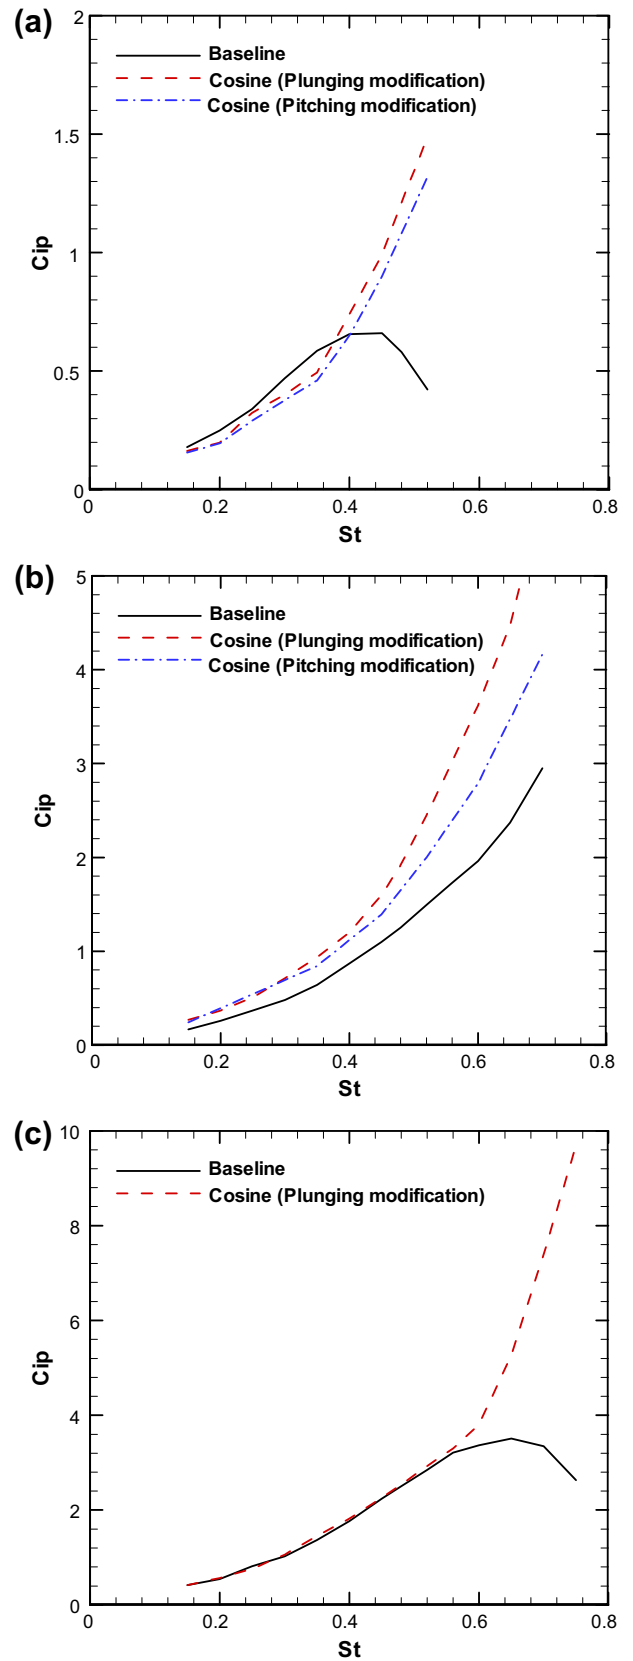 (a)
2
Baseline
Cosine (Plunging modification)
Cosine (Pitching modification)
1.5
1
Cip
0.5
0
0 0.2 0.4 0.6 0.8
St
(b)
5
Baseline
Cosine (Plunging modification)
Cosine (Pitching modification)
4
3
Cip
2
1
0
0 0.2 0.4 0.6 0.8
St
(c)
10
Baseline
Cosine (Plunging modification)
8
6
Cip
4
2
0
0 0.2 0.4 0.6 0.8
St